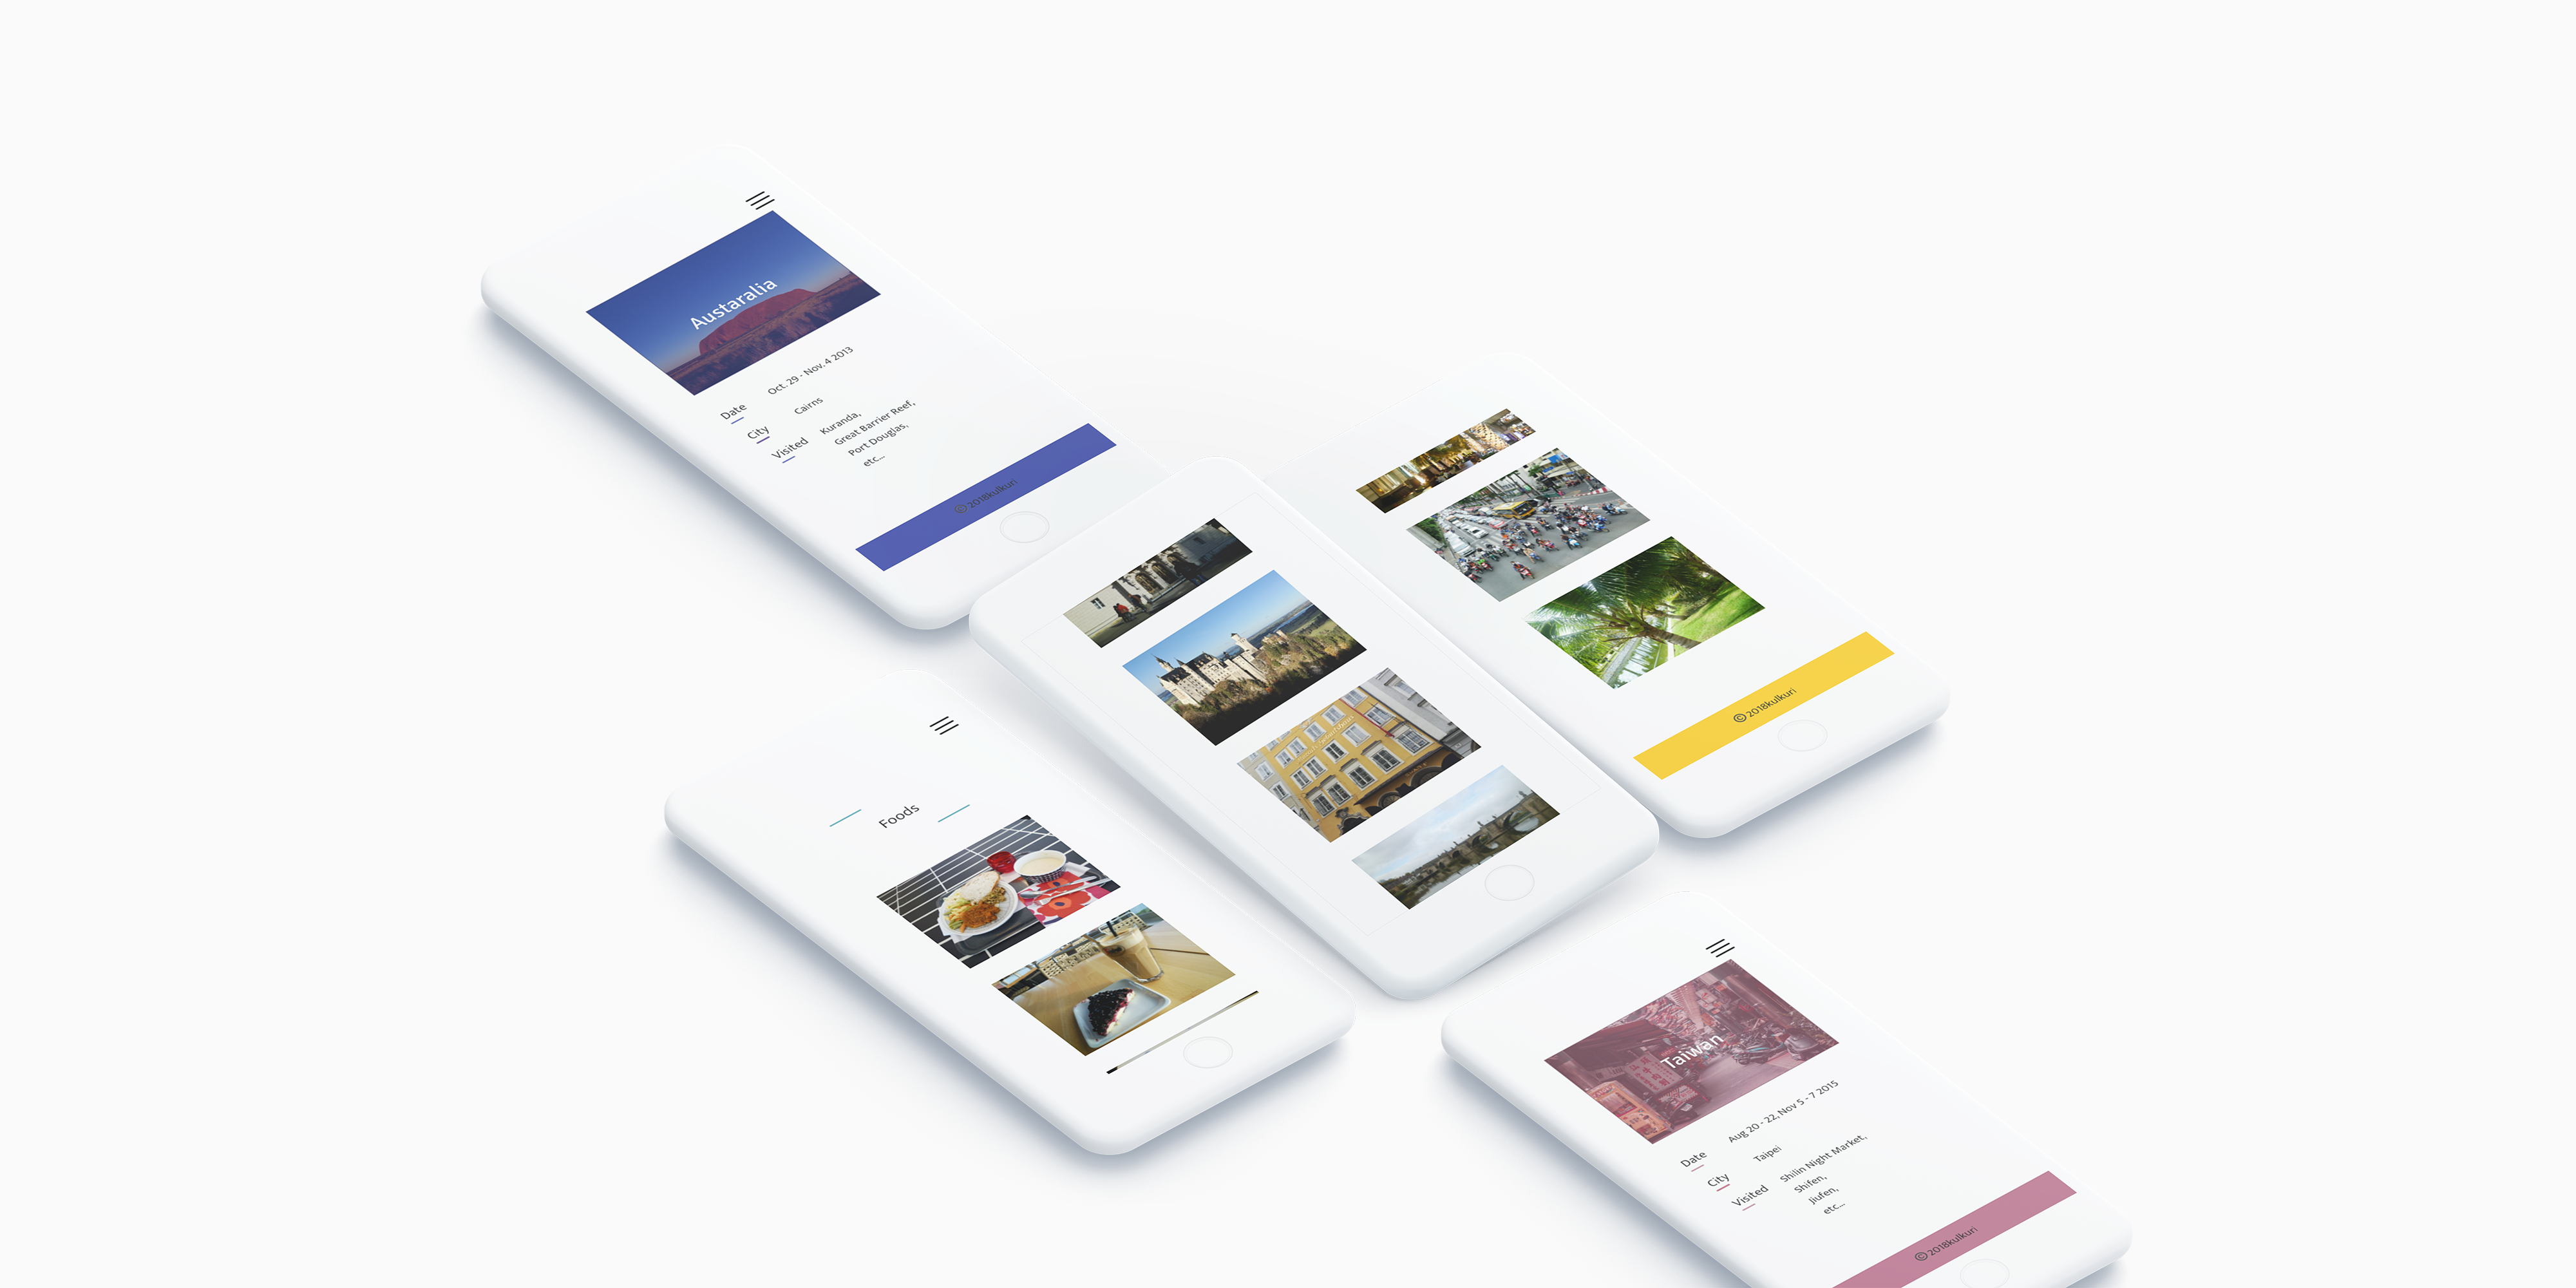 Austaralia
Date Oct. 29 - Nov. 4 2013
City Cairns
Visited Kuranda,
Great Barrier Reef,
Port Douglas,
etc...
© 2018kulkuri
© 2018kulkuri
Foods
Taiwan
Date Aug 20 - 22, Nov 5 - 7 2015
City Taipei
Visited Shilin Night Market,
Shifen,
Jiufen,
etc...
© 2018kulkuri